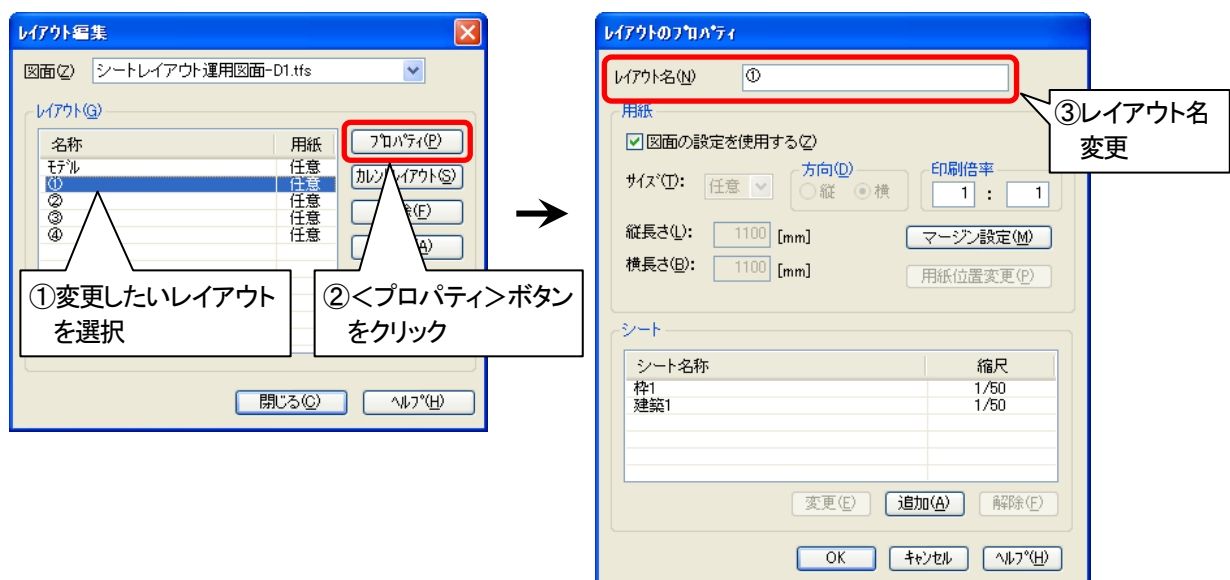 レイアウト編集
図面(Z) シートレイアウト運用図面-D1.tfs
レイアウト(G)
名称 用紙
モデル 任意
① 任意
② 任意
③ 任意
④ 任意
プロパティ(P)
(S)
(F)
(A)
①変更したいレイアウト
を選択
②<プロパティ>ボタン
をクリック
閉じる(C) ヘルプ(H)
レイアウトのプロパティ
レイアウト名(N) ①
③レイアウト名
変更
用紙
図面の設定を使用する(Z)
サイズ(T): 任意
方向(D)
縦 横
印刷倍率
1 : 1
縦長さ(L): 1100 [mm]
マージン設定(M)
横長さ(B): 1100 [mm]
用紙位置変更(P)
シート
シート名称 縮尺
枠1 1/50
建築1 1/50
変更(E) 追加(A) 解除(F)
OK キャンセル ヘルプ(H)